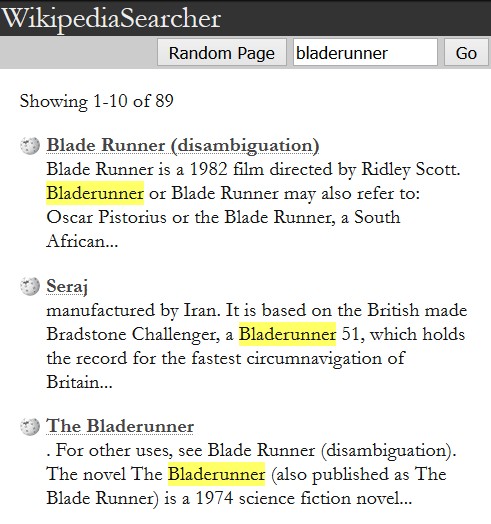 WikipediaSearcher
Random Page bladerunner Go
Showing 1-10 of 89
Blade Runner (disambiguation)
Blade Runner is a 1982 film directed by Ridley Scott.
Bladerunner or Blade Runner may also refer to:
Oscar Pistorius or the Blade Runner, a South
African...
Seraj
manufactured by Iran. It is based on the British made
Bradstone Challenger, a Bladerunner 51, which holds
the record for the fastest circumnavigation of
Britain...
The Bladerunner
. For other uses, see Blade Runner (disambiguation).
The novel The Bladerunner (also published as The
Blade Runner) is a 1974 science fiction novel...